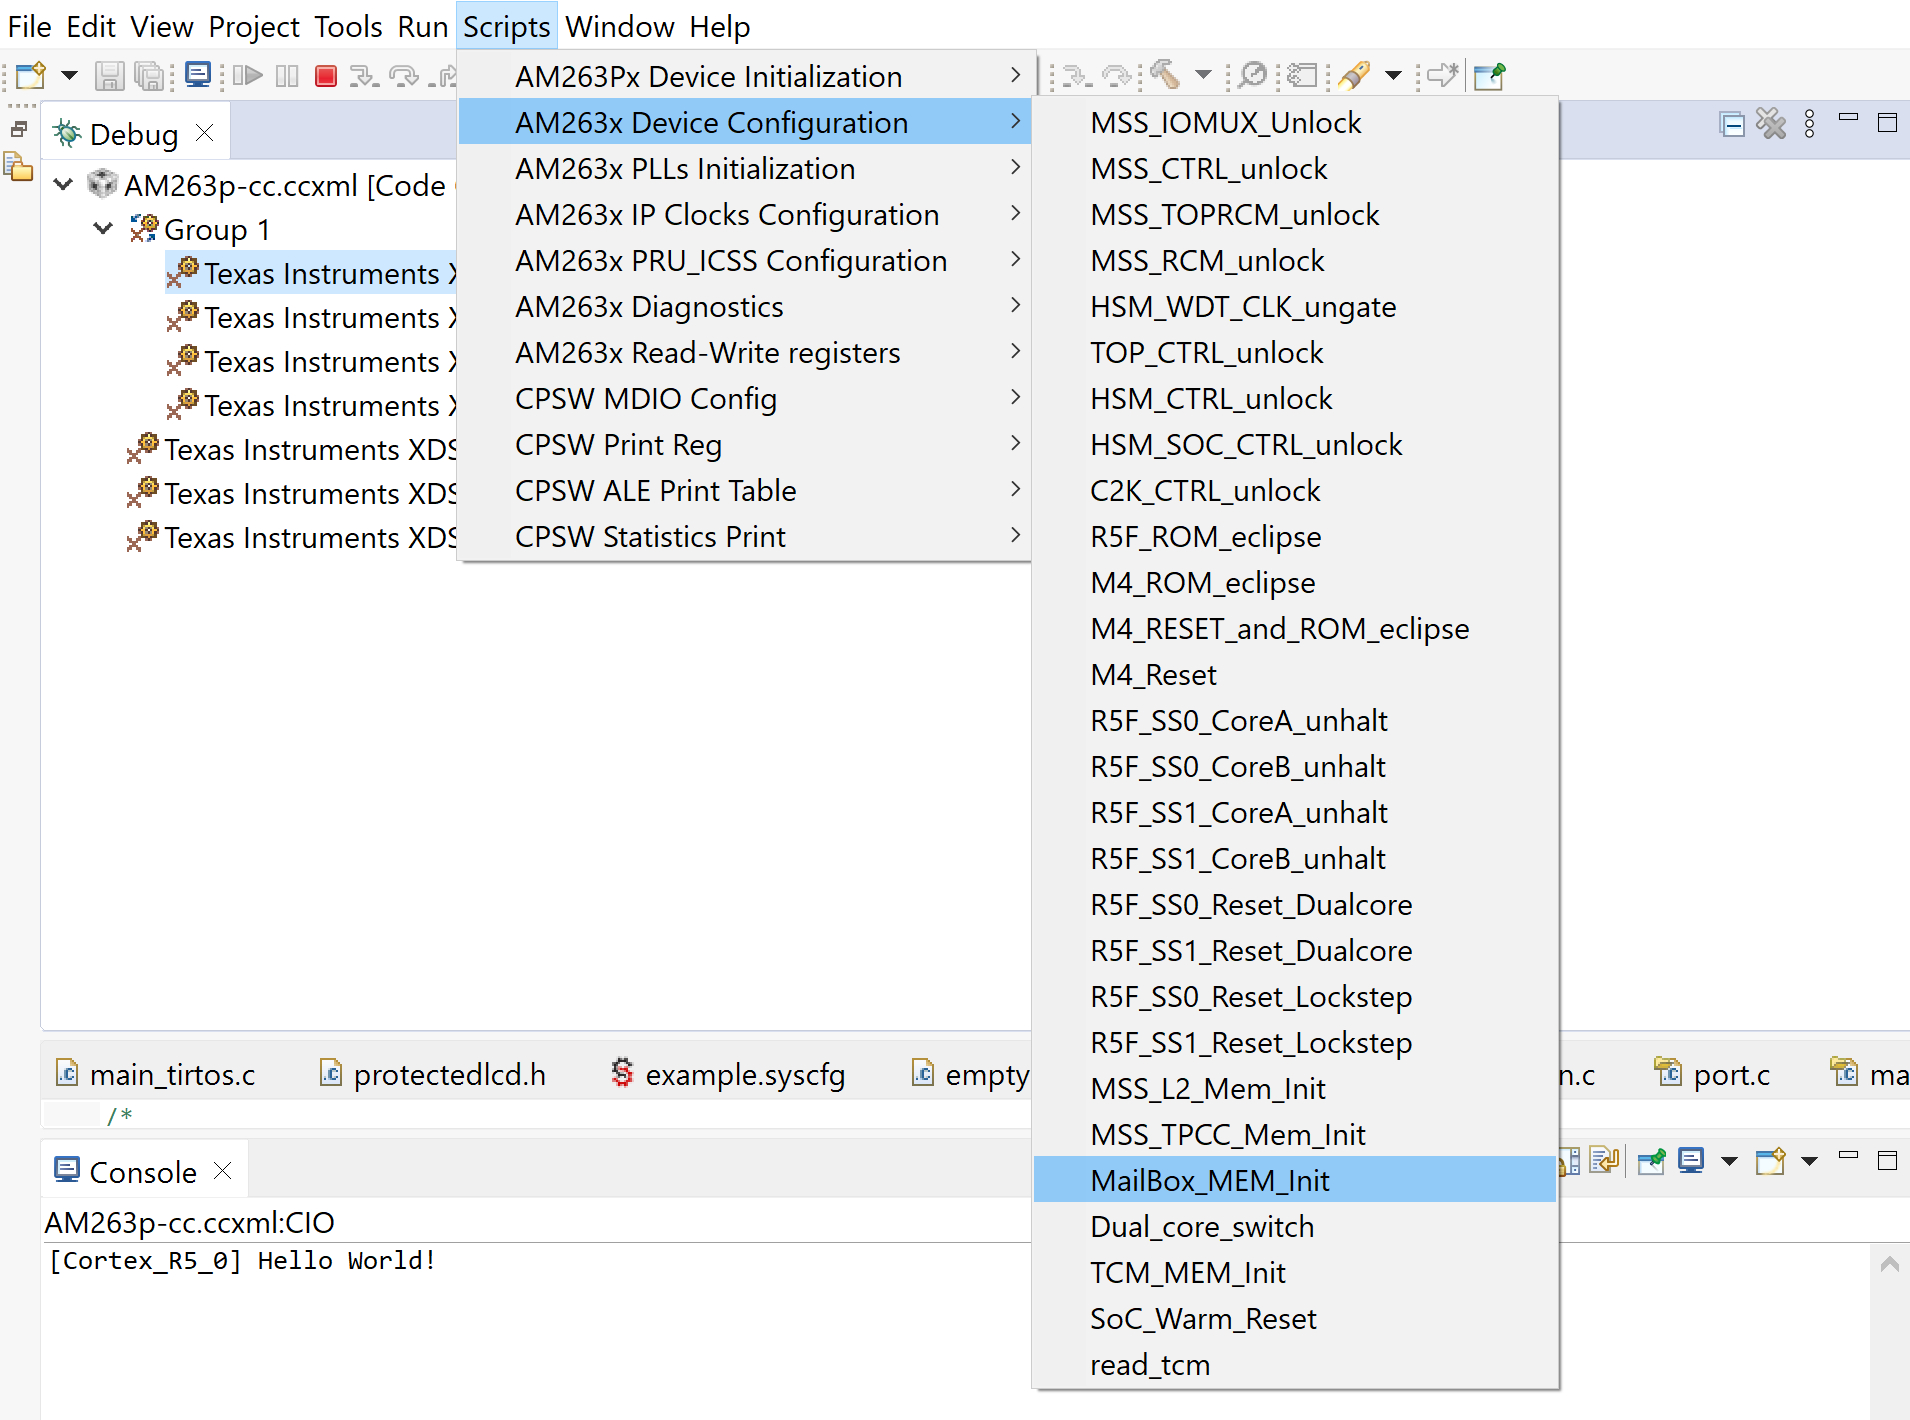 File Edit View Project Tools Run Scripts Window Help
AM263Px Device Initialization
AM263x Device Configuration
AM263x PLLs Initialization
AM263x IP Clocks Configuration
AM263x PRU_ICSS Configuration
AM263x Diagnostics
AM263x Read-Write registers
CPSW MDIO Config
CPSW Print Reg
CPSW ALE Print Table
CPSW Statistics Print
MSS_IOMUX_Unlock
MSS_CTRL_unlock
MSS_TOPRCM_unlock
MSS_RCM_unlock
HSM_WDT_CLK_ungate
TOP_CTRL_unlock
HSM_CTRL_unlock
HSM_SOC_CTRL_unlock
C2K_CTRL_unlock
R5F_ROM_eclipse
M4_ROM_eclipse
M4_RESET_and_ROM_eclipse
M4_Reset
R5F_SS0_CoreA_unhalt
R5F_SS0_CoreB_unhalt
R5F_SS1_CoreA_unhalt
R5F_SS1_CoreB_unhalt
R5F_SS0_Reset_Dualcore
R5F_SS1_Reset_Dualcore
R5F_SS0_Reset_Lockstep
R5F_SS1_Reset_Lockstep
MSS_L2_Mem_Init
MSS_TPCC_Mem_Init
MailBox_MEM_Init
Dual_core_switch
TCM_MEM_Init
SoC_Warm_Reset
read_tcm
Debug
AM263p-cc.ccxml [Code
Group 1
Texas Instruments X
Texas Instruments X
Texas Instruments X
Texas Instruments X
Texas Instruments XDS
Texas Instruments XDS
Texas Instruments XDS
main_tirtos.c protectedlcd.h example.syscfg empty n.c port.c ma
/*
Console
AM263p-cc.ccxml:CIO
[Cortex_R5_0] Hello World!